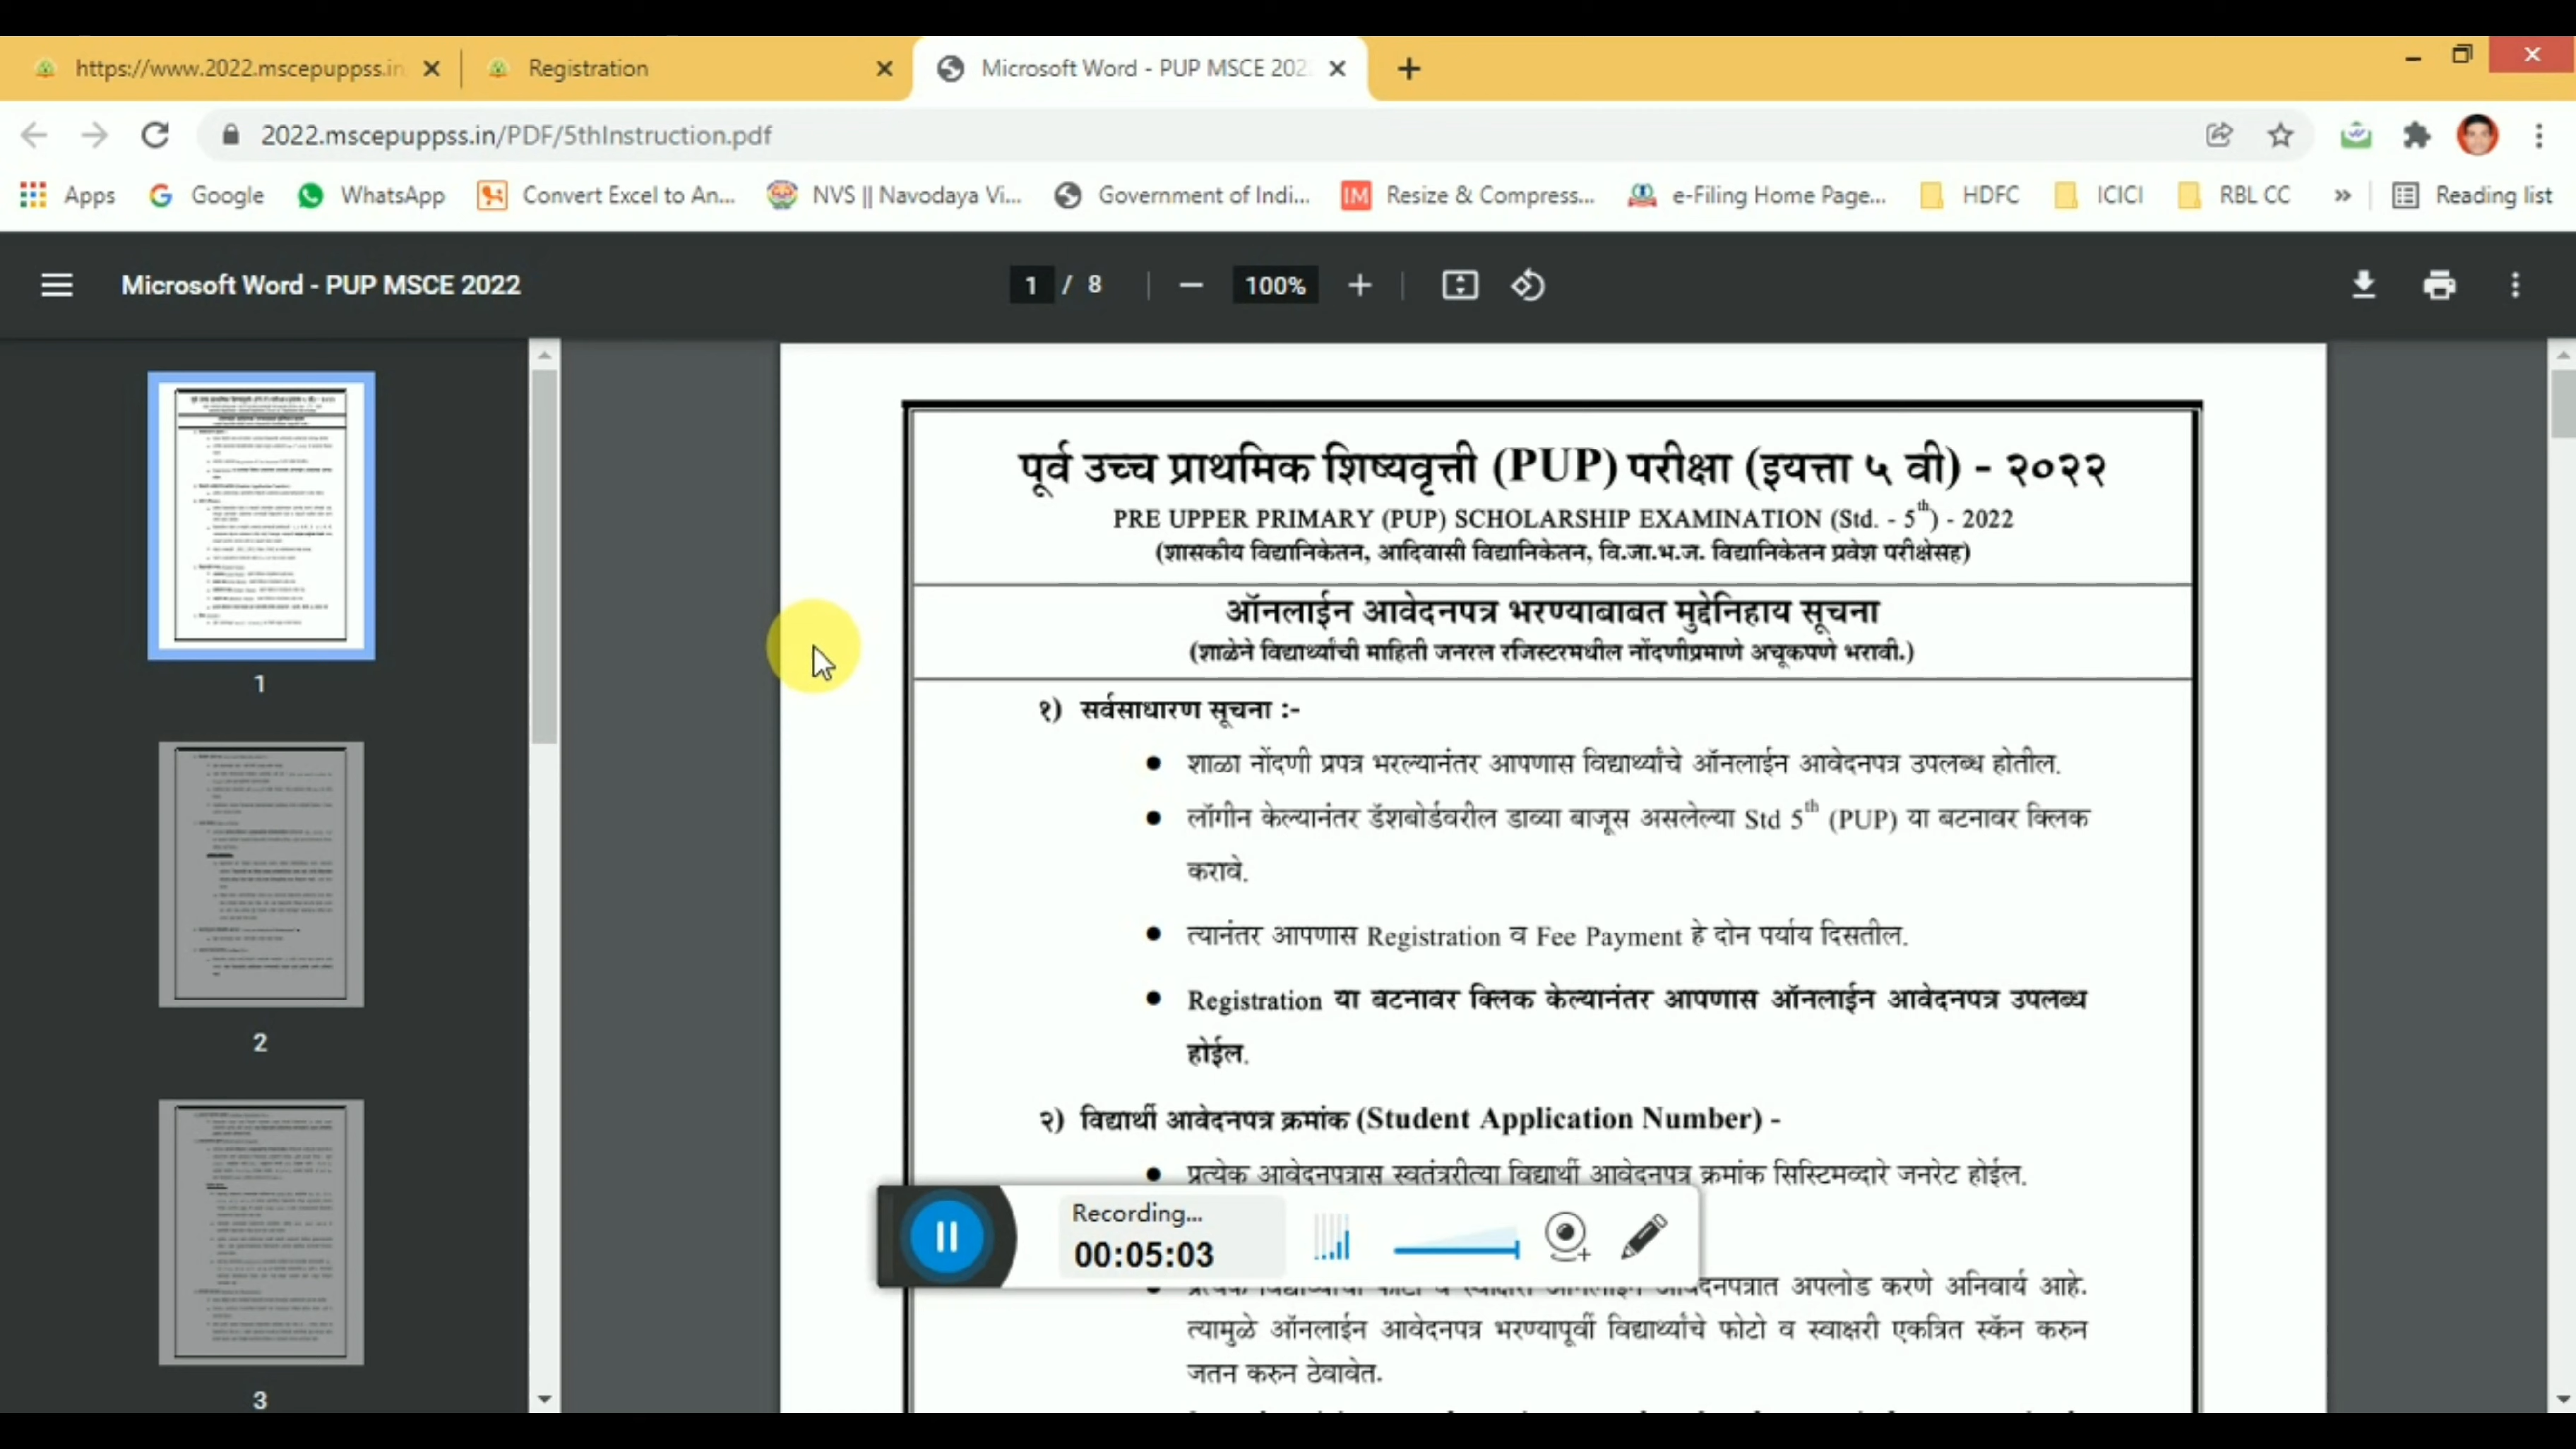 https://www.2022.mscepuppss.in
Registration
Microsoft Word - PUP MSCE 202
2022.mscepuppss.in/PDF/5thInstruction.pdf
Apps Google WhatsApp Convert Excel to An... NVS || Navodaya Vi... Government of Indi... IM Resize & Compress... e-Filing Home Page... HDFC ICICI RBL CC » Reading list
Microsoft Word - PUP MSCE 2022
1 / 8
100%
1
2
3
पूर्व उच्च प्राथमिक शिष्यवृत्ती (PUP) परीक्षा (इयत्ता ५ वी) - २०२२
PRE UPPER PRIMARY (PUP) SCHOLARSHIP EXAMINATION (Std. - 5th) - 2022
(शासकीय विद्यानिकेतन, आदिवासी विद्यानिकेतन, वि.जा.भ.ज. विद्यानिकेतन प्रवेश परीक्षेसह)
ऑनलाईन आवेदनपत्र भरण्याबाबत मुद्देनिहाय सूचना
(शाळेने विद्यार्थ्यांची माहिती जनरल रजिस्टरमधील नोंदणीप्रमाणे अचूकपणे भरावी.)
१) सर्वसाधारण सूचना :-
● शाळा नोंदणी प्रपत्र भरल्यानंतर आपणास विद्यार्थ्यांचे ऑनलाईन आवेदनपत्र उपलब्ध होतील.
● लॉगीन केल्यानंतर डॅशबोर्डवरील डाव्या बाजूस असलेल्या Std 5th (PUP) या बटनावर क्लिक
करावे.
● त्यानंतर आपणास Registration व Fee Payment हे दोन पर्याय दिसतील.
● Registration या बटनावर क्लिक केल्यानंतर आपणास ऑनलाईन आवेदनपत्र उपलब्ध
होईल.
२) विद्यार्थी आवेदनपत्र क्रमांक (Student Application Number) -
● प्रत्येक आवेदनपत्रास स्वतंत्ररीत्या विद्यार्थी आवेदनपत्र क्रमांक सिस्टिमव्दारे जनरेट होईल.
Recording...
00:05:03
अपलोड करणे अनिवार्य आहे.
त्यामुळे ऑनलाईन आवेदनपत्र भरण्यापूर्वी विद्यार्थ्यांचे फोटो व स्वाक्षरी एकत्रित स्कॅन करुन
जतन करुन ठेवावेत.